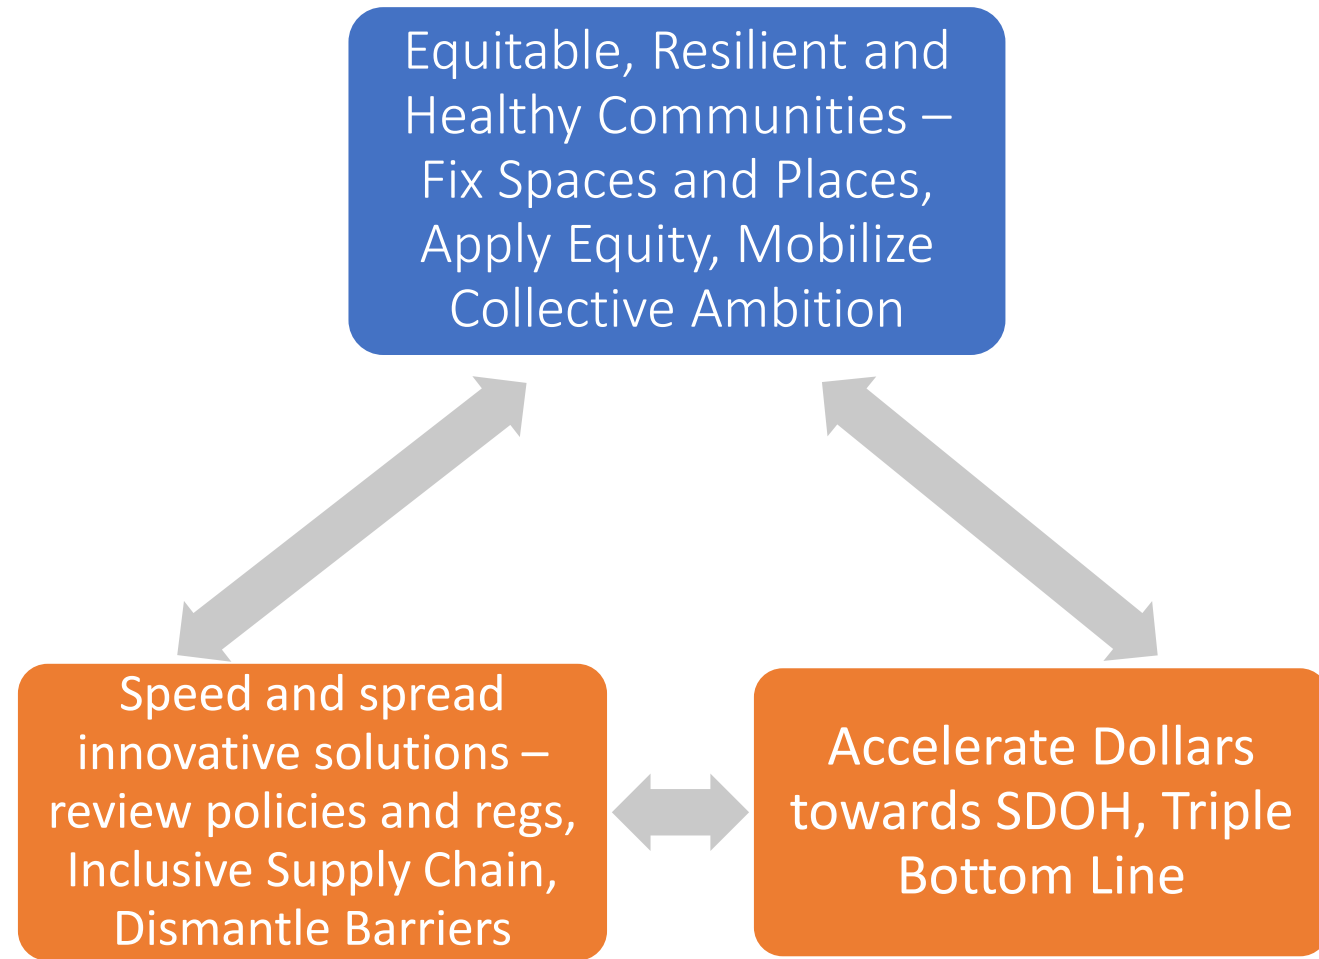 Equitable, Resilient and
Healthy Communities –
Fix Spaces and Places,
Apply Equity, Mobilize
Collective Ambition
Speed and spread
innovative solutions –
review policies and regs,
Inclusive Supply Chain,
Dismantle Barriers
Accelerate Dollars
towards SDOH, Triple
Bottom Line